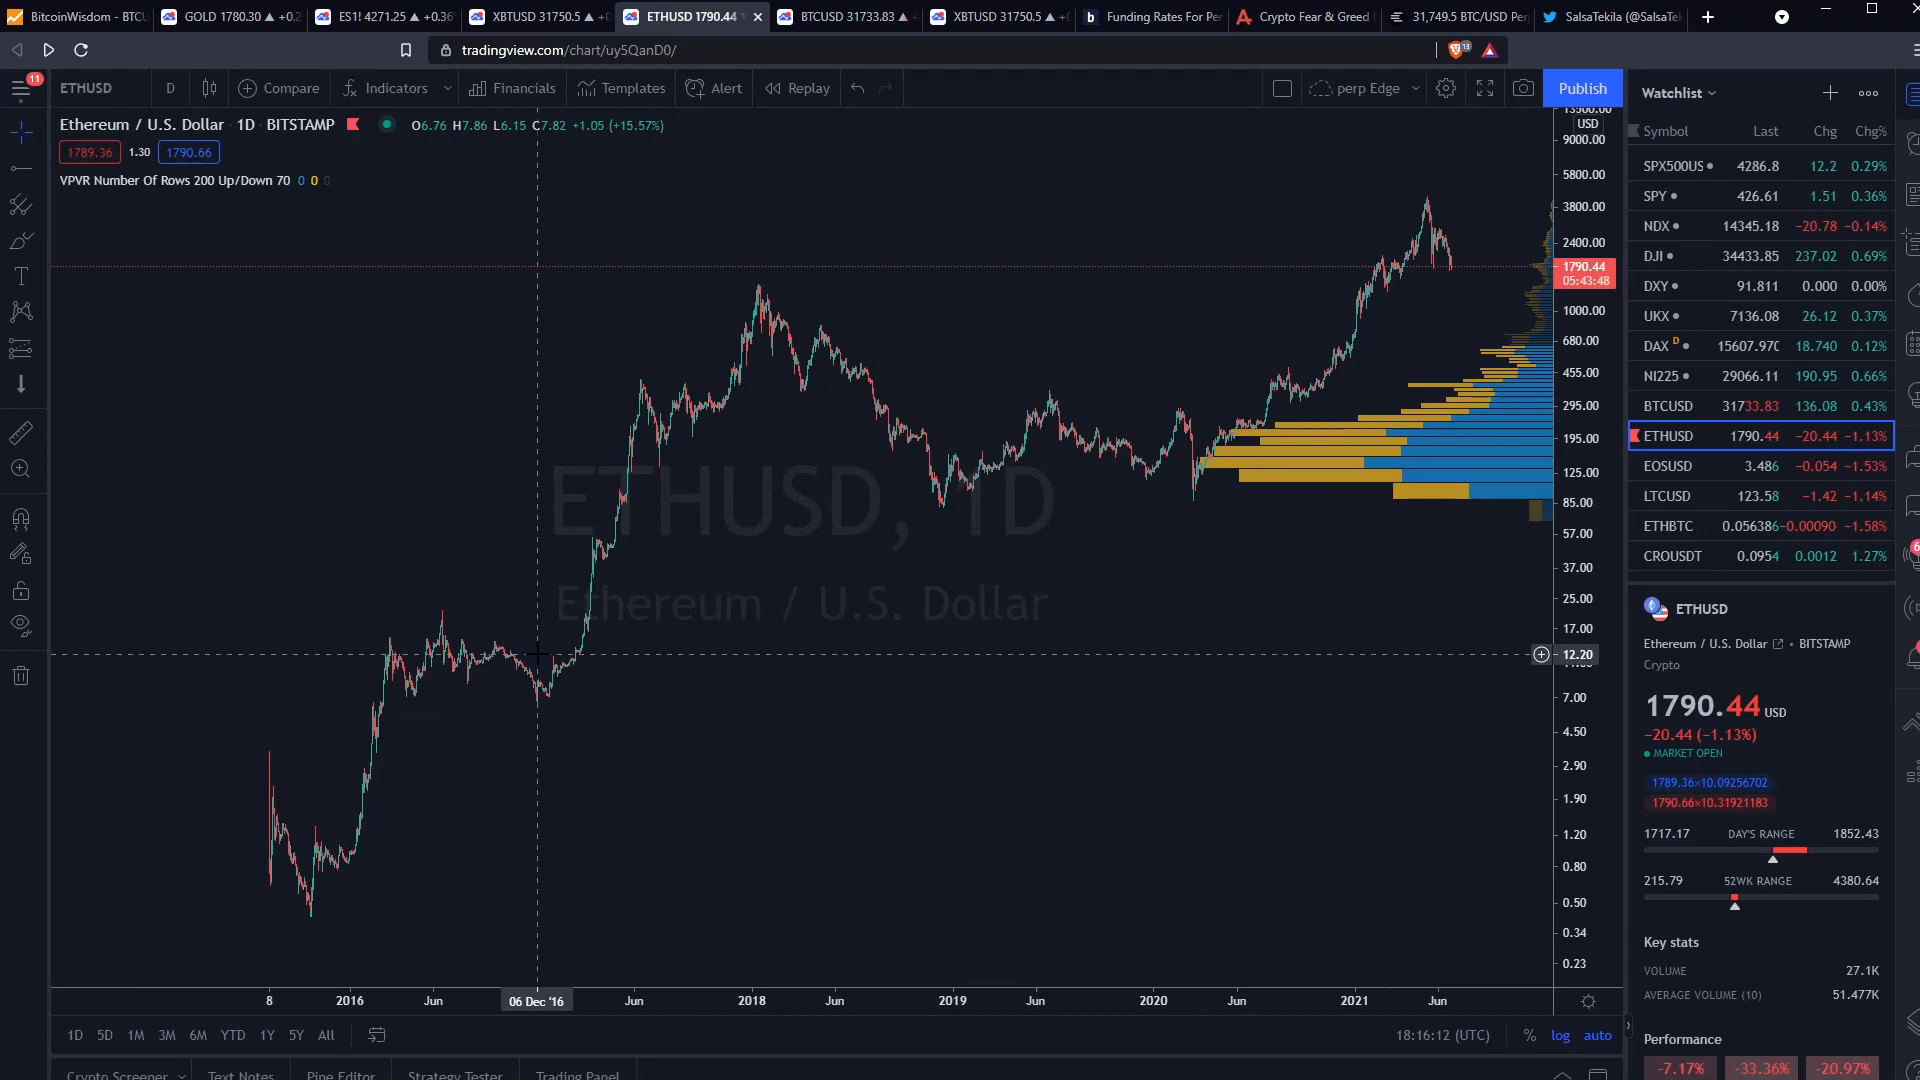 BitcoinWisdom - BTCU
GOLD 1780.30 ▲ +0.2
ES1! 4271.25 ▲ +0.36%
XBTUSD 31750.5 ▲ +0
ETHUSD 1790.44
BTCUSD 31733.83 ▲
XBTUSD 31750.5 ▲ +0
Funding Rates For Per
Crypto Fear & Greed
31,749.5 BTC/USD Per
SalsaTekila (@SalsaTek
tradingview.com/chart/uy5QanD0/
13
11
ETHUSD D Compare Indicators Financials Templates Alert Replay perp Edge Publish
Ethereum / U.S. Dollar · 1D · BITSTAMP O6.76 H7.86 L6.15 C7.82 +1.05 (+15.57%)
1789.36 1.30 1790.66
VPVR Number Of Rows 200 Up/Down 70 0 0 0
ETHUSD, 1D
Ethereum / U.S. Dollar
13500.00
USD
9000.00
5800.00
3800.00
2400.00
1790.44
05:43:48
1000.00
680.00
455.00
295.00
195.00
125.00
85.00
57.00
37.00
25.00
17.00
12.20
7.00
4.50
2.90
1.90
1.20
0.80
0.50
0.34
0.23
8 2016 Jun 06 Dec '16 Jun 2018 Jun 2019 Jun 2020 Jun 2021 Jun
1D 5D 1M 3M 6M YTD 1Y 5Y All 18:16:12 (UTC) % log auto
Crypto Screener Text Notes Pine Editor Strategy Tester Trading Panel
Watchlist
Symbol Last Chg Chg%
SPX500US 4286.8 12.2 0.29%
SPY 426.61 1.51 0.36%
NDX 14345.18 −20.78 −0.14%
DJI 34433.85 237.02 0.69%
DXY 91.811 0.000 0.00%
UKX 7136.08 26.12 0.37%
DAX D 15607.970 18.740 0.12%
NI225 29066.11 190.95 0.66%
BTCUSD 31733.83 136.08 0.43%
ETHUSD 1790.44 −20.44 −1.13%
EOSUSD 3.486 −0.054 −1.53%
LTCUSD 123.58 −1.42 −1.14%
ETHBTC 0.056386 −0.00090 −1.58%
CROUSDT 0.0954 0.0012 1.27%
ETHUSD
Ethereum / U.S. Dollar • BITSTAMP
Crypto
1790.44 USD
−20.44 (−1.13%)
MARKET OPEN
1789.36×10.09256702
1790.66×10.31921183
1717.17 DAY'S RANGE 1852.43
215.79 52WK RANGE 4380.64
Key stats
VOLUME 27.1K
AVERAGE VOLUME (10) 51.477K
Performance
-7.17% -33.36% -20.97%